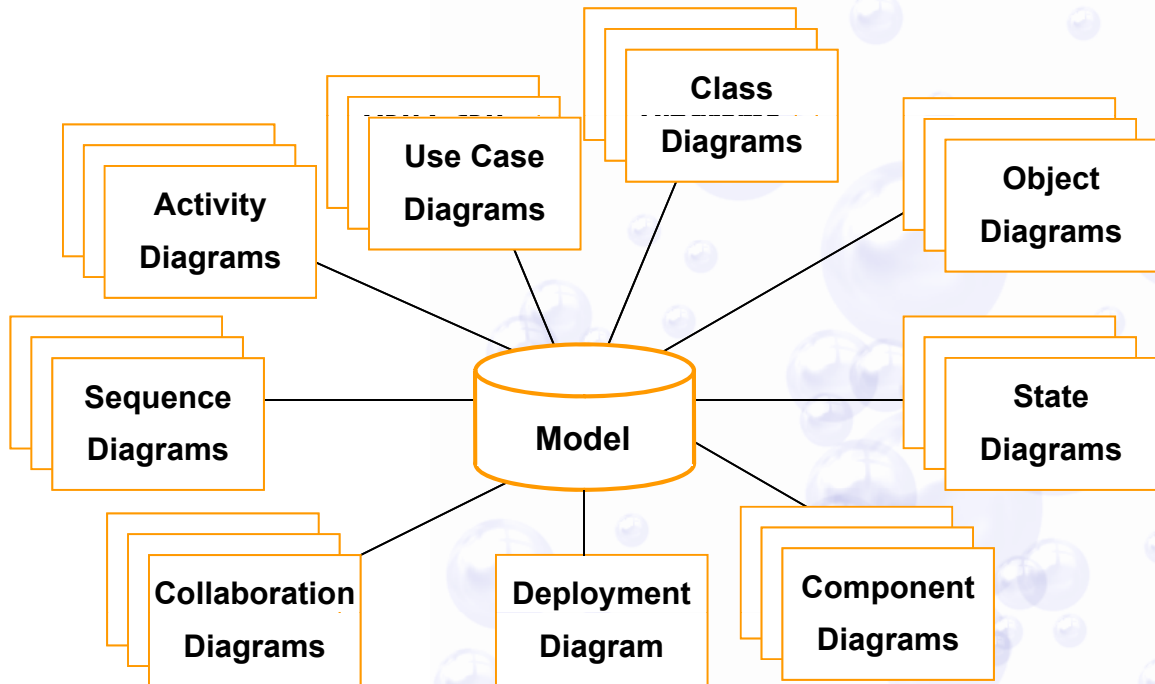 Class
Diagrams
Use Case
Diagrams
Object
Diagrams
Activity
Diagrams
Sequence
Diagrams
Model
State
Diagrams
Collaboration
Diagrams
Deployment
Diagram
Component
Diagrams